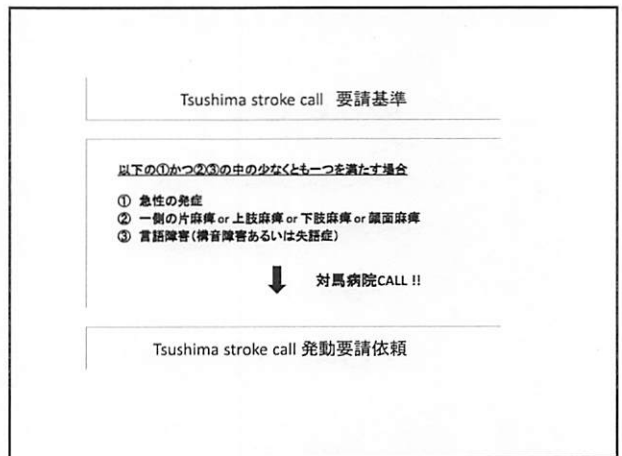 Tsushima stroke call 要請基準
以下の①かつ②③の中の少なくとも一つを満たす場合
① 急性の発症
② 一側の片麻痺 or 上肢麻痺 or 下肢麻痺 or 顔面麻痺
③ 言語障害(構音障害あるいは失語症)
対馬病院CALL !!
Tsushima stroke call 発動要請依頼